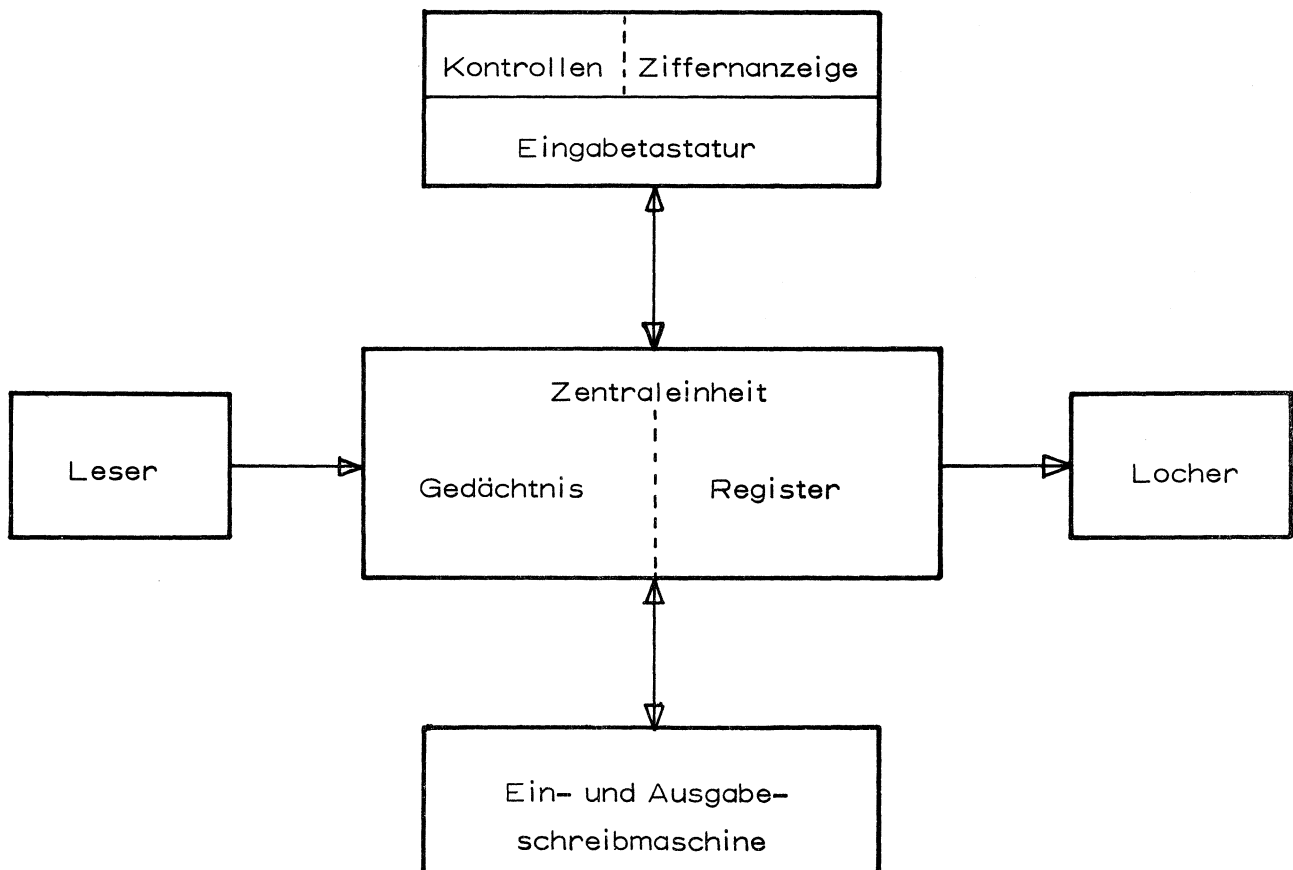 Kontrollen Ziffernanzeige
Eingabetastatur
Zentraleinheit
Leser
Gedächtnis Register
Locher
Ein- und Ausgabe-
schreibmaschine